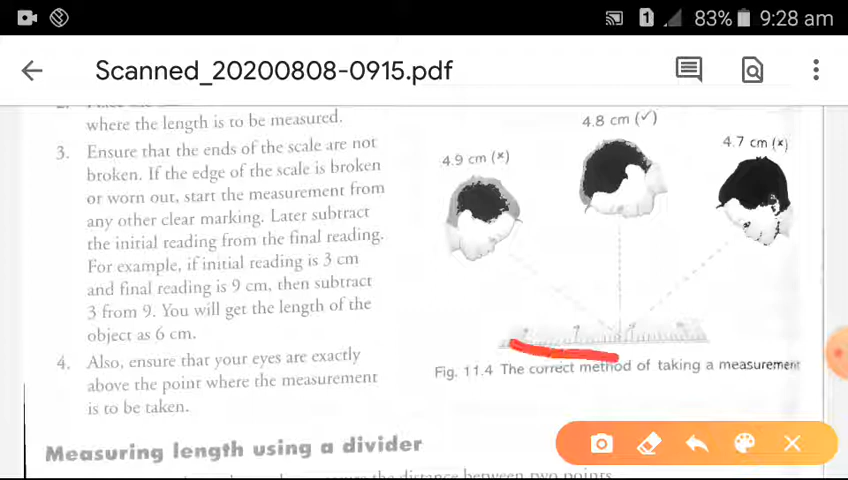 83% 9:28 am
Scanned_20200808-0915.pdf
where the length is to be measured.
3. Ensure that the ends of the scale are not
broken. If the edge of the scale is broken
or worn out, start the measurement from
any other clear marking. Later subtract
the initial reading from the final reading.
For example, if initial reading is 3 cm
and final reading is 9 cm, then subtract
3 from 9. You will get the length of the
object as 6 cm.
4. Also, ensure that your eyes are exactly
above the point where the measurement
is to be taken.
4.9 cm (×)
4.8 cm (✓)
4.7 cm (×)
Fig. 11.4 The correct method of taking a measurement
Measuring length using a divider
the distance between two points